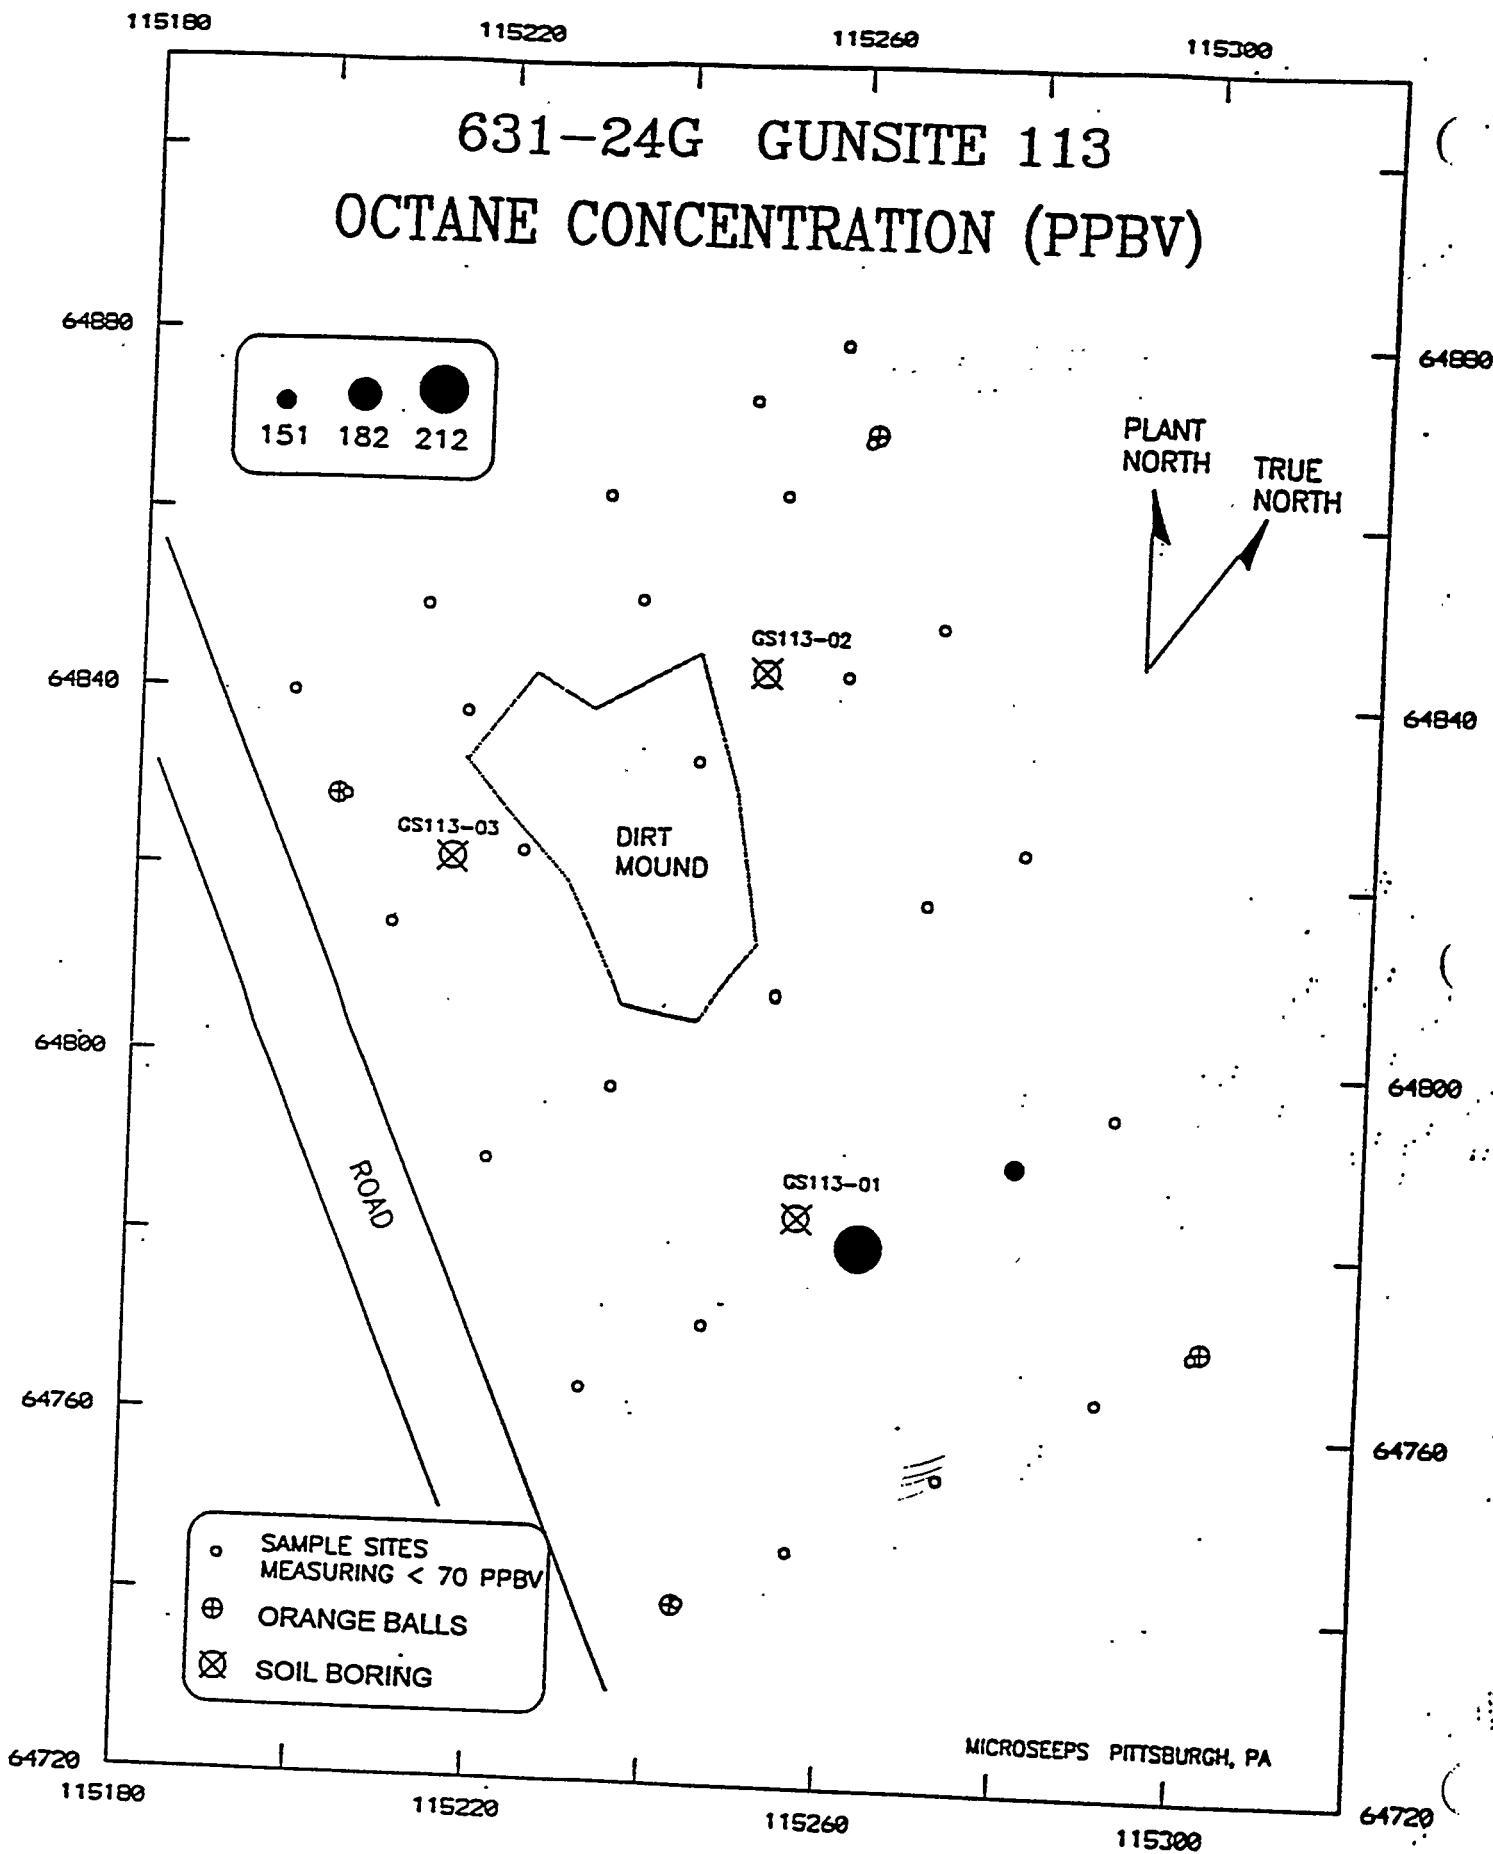 115180 115220 115260 115300
631-24G GUNSITE 113
OCTANE CONCENTRATION (PPBV)
64880
64880
151 182 212
PLANT
NORTH
TRUE
NORTH
GS113-02
64840
64840
GS113-03
DIRT
MOUND
64800
64800
ROAD
GS113-01
64760
64760
SAMPLE SITES
MEASURING < 70 PPBV
ORANGE BALLS
SOIL BORING
MICROSEEPS PITTSBURGH, PA
64720
64720
115180 115220 115260 115300